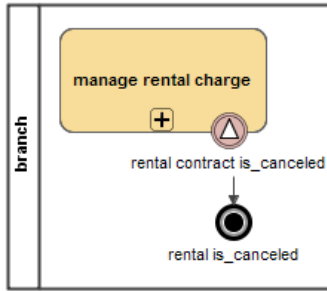 manage rental charge
branch
rental contract is_canceled
rental is_canceled